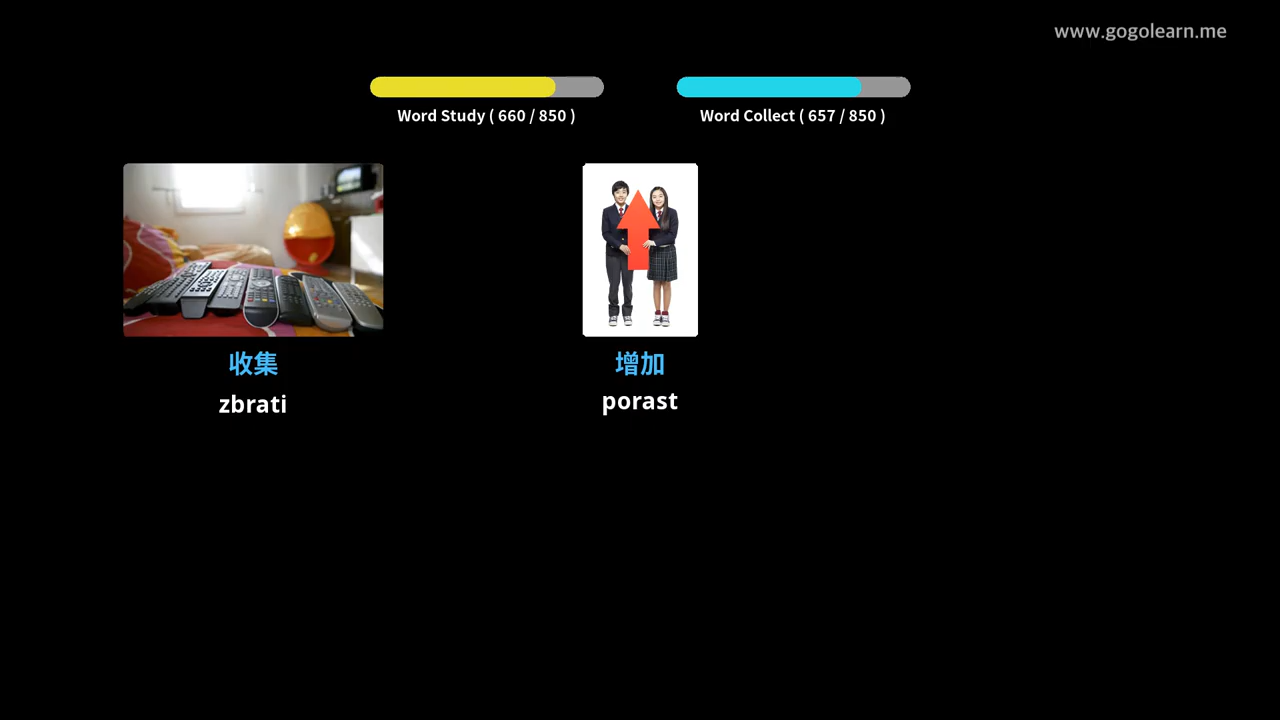 www.gogolearn.me
Word Study ( 660 / 850 )
Word Collect ( 657 / 850 )
收集
zbrati
增加
porast